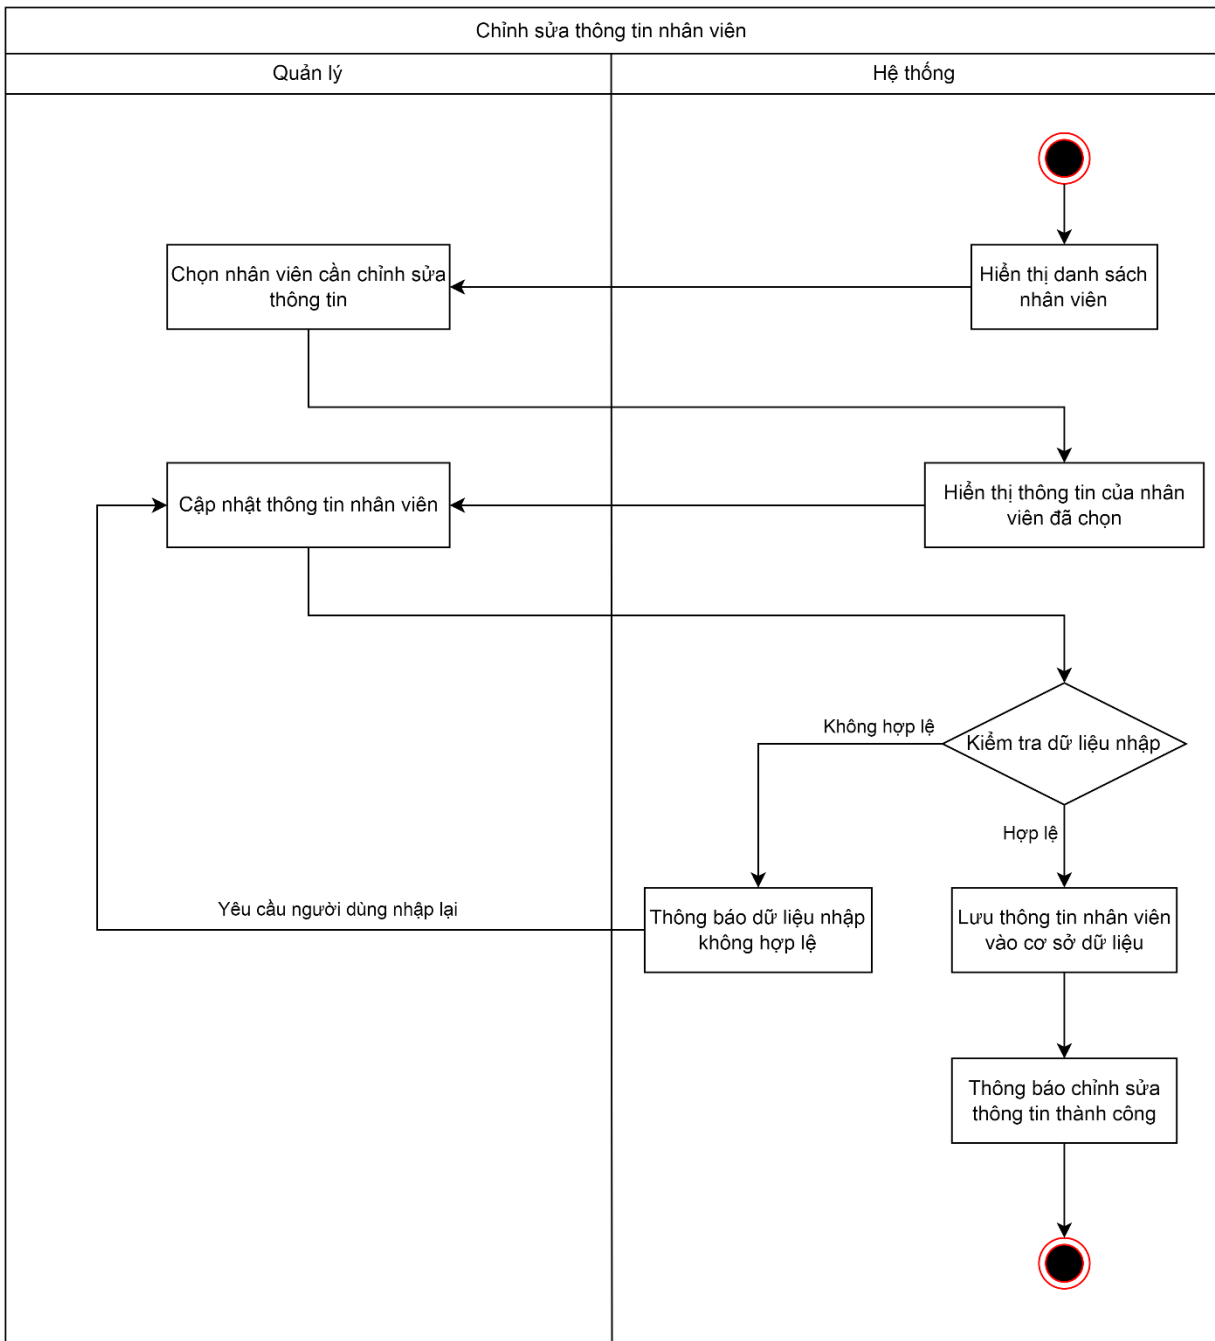 Chỉnh sửa thông tin nhân viên
Quản lý
Hệ thống
Chọn nhân viên cần chỉnh sửa
thông tin
Hiển thị danh sách
nhân viên
Cập nhật thông tin nhân viên
Hiển thị thông tin của nhân
viên đã chọn
Không hợp lệ
Kiểm tra dữ liệu nhập
Hợp lệ
Yêu cầu người dùng nhập lại
Thông báo dữ liệu nhập
không hợp lệ
Lưu thông tin nhân viên
vào cơ sở dữ liệu
Thông báo chỉnh sửa
thông tin thành công